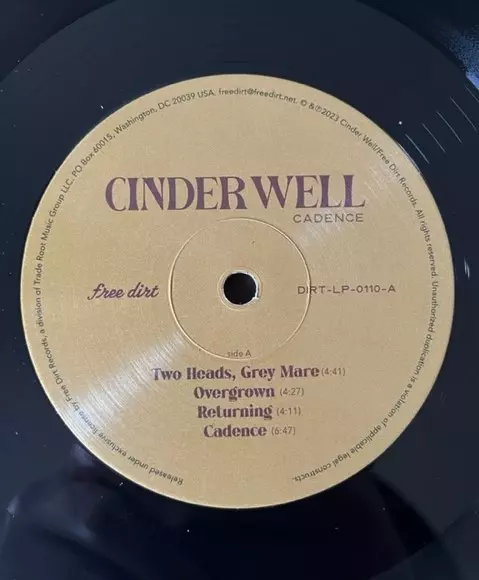 Released under exclusive license by Free Dirt Records, a division of Trade Root Music Group LLC. PO Box 60015, Washington, DC 20039 USA. freedirt@freedirt.net. © & ℗2023 Cinder Well/Free Dirt Records. All rights reserved. Unauthorized duplication is a violation of applicable legal constructs.
CINDER WELL
CADENCE
free dirt
DIRT-LP-0110-A
side A
Two Heads, Grey Mare (4:41)
Overgrown (4:27)
Returning (4:11)
Cadence (6:47)